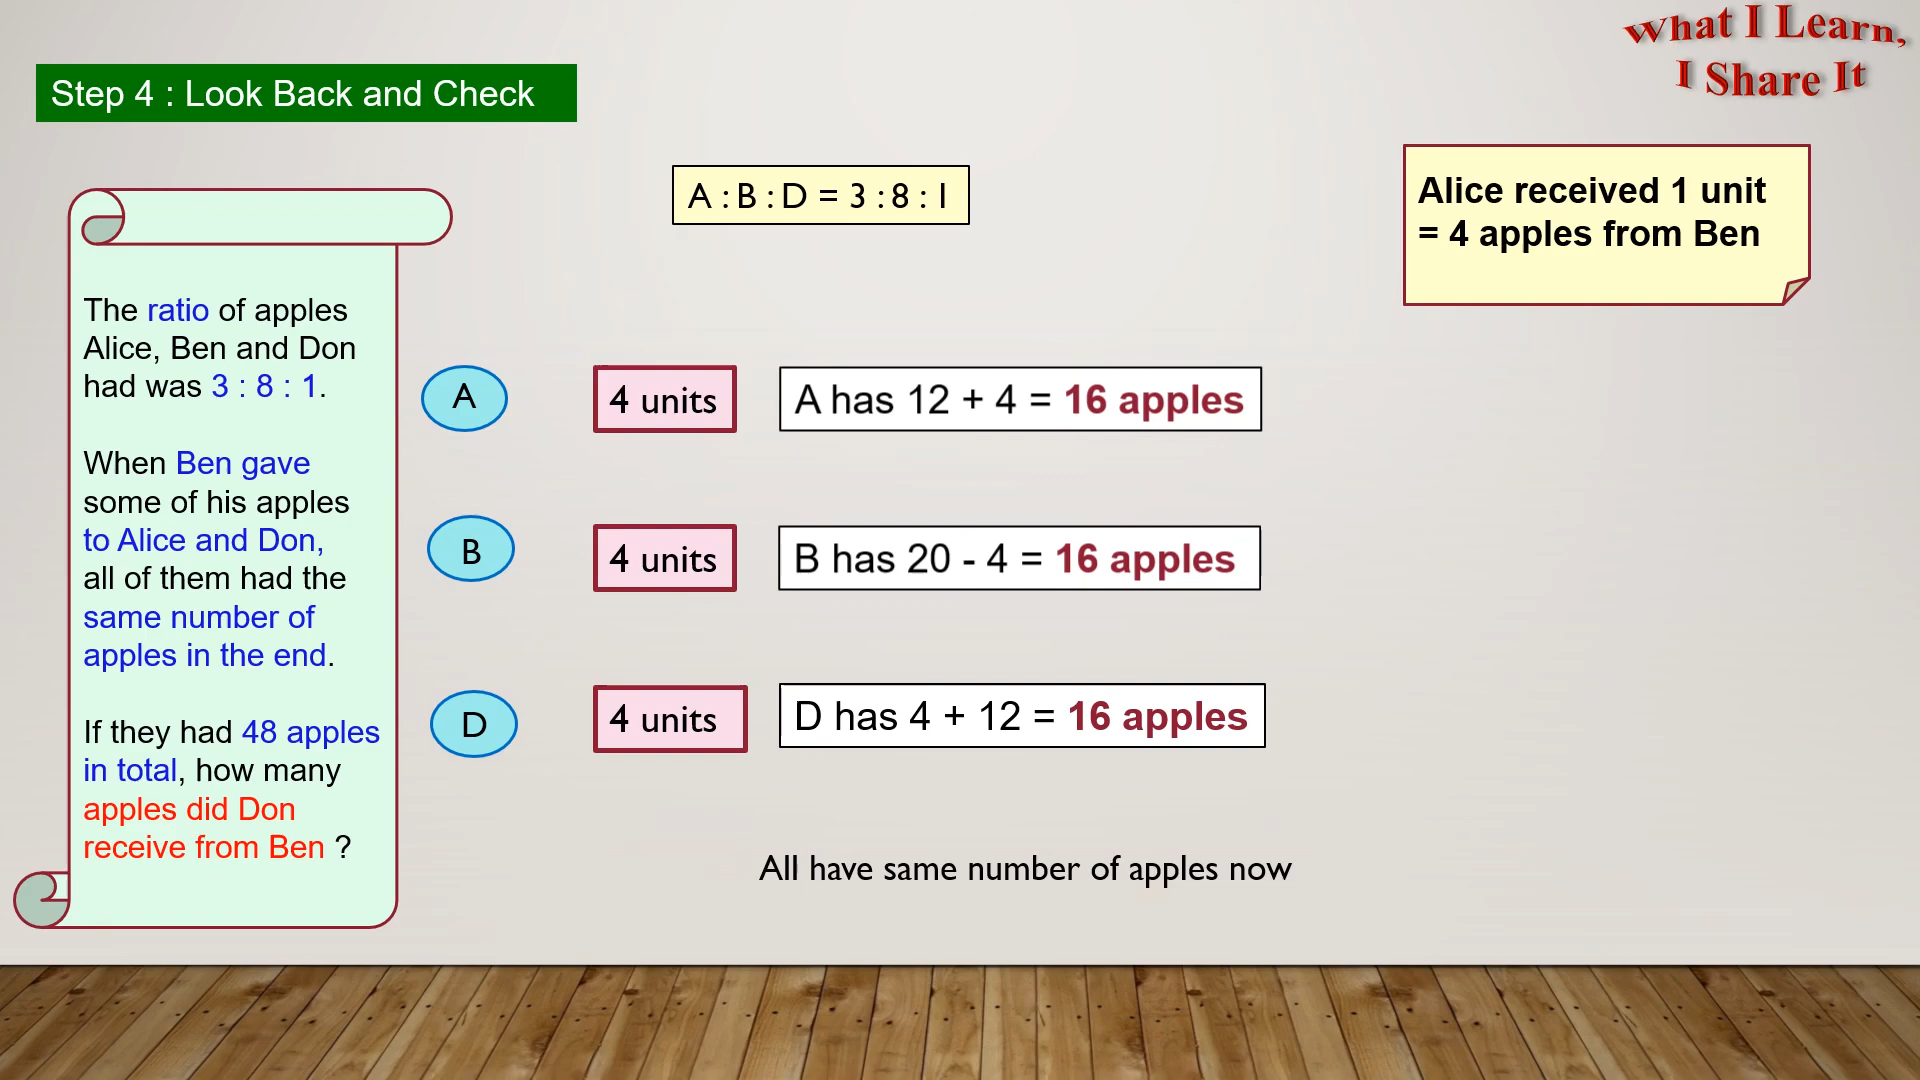 What I Learn,
I Share It
Step 4 : Look Back and Check
A : B : D = 3 : 8 : 1
Alice received 1 unit
= 4 apples from Ben
The ratio of apples
Alice, Ben and Don
had was 3 : 8 : 1.
When Ben gave
some of his apples
to Alice and Don,
all of them had the
same number of
apples in the end.
If they had 48 apples
in total, how many
apples did Don
receive from Ben ?
A
4 units
A has 12 + 4 = 16 apples
B
4 units
B has 20 - 4 = 16 apples
D
4 units
D has 4 + 12 = 16 apples
All have same number of apples now